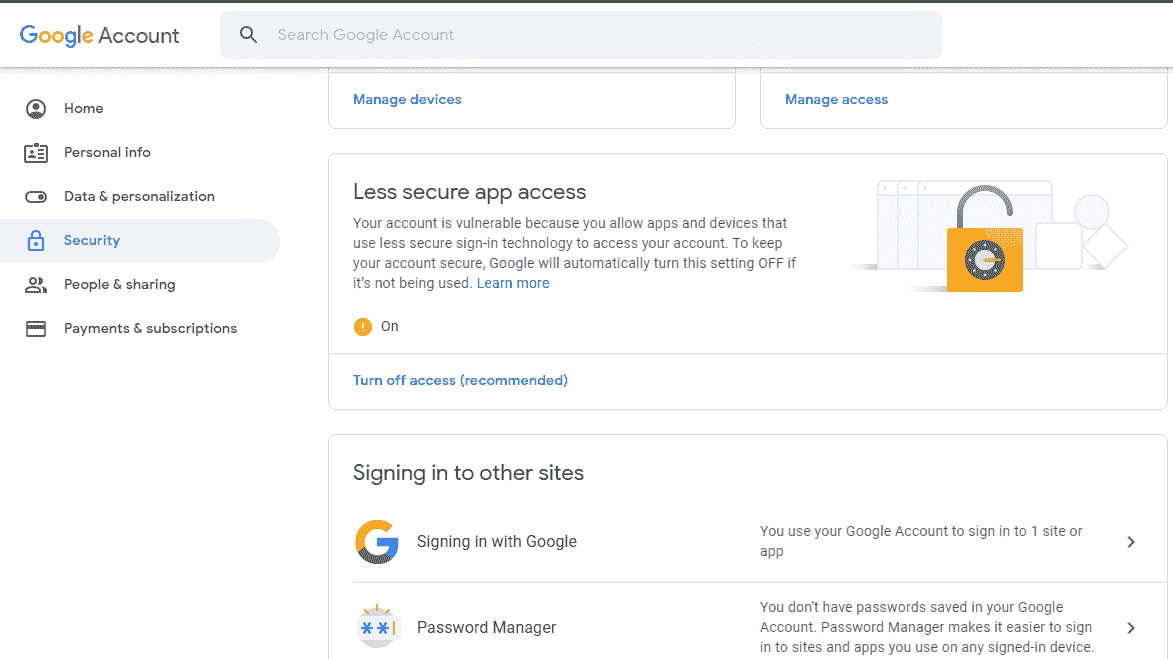 Google Account
Search Google Account
Home
Personal info
Data & personalization
Security
People & sharing
Payments & subscriptions
Manage devices
Manage access
Less secure app access
Your account is vulnerable because you allow apps and devices that
use less secure sign-in technology to access your account. To keep
your account secure, Google will automatically turn this setting OFF if
it's not being used. Learn more
On
Turn off access (recommended)
Signing in to other sites
Signing in with Google
You use your Google Account to sign in to 1 site or
app
Password Manager
You don't have passwords saved in your Google
Account. Password Manager makes it easier to sign
in to sites and apps you use on any signed-in device.